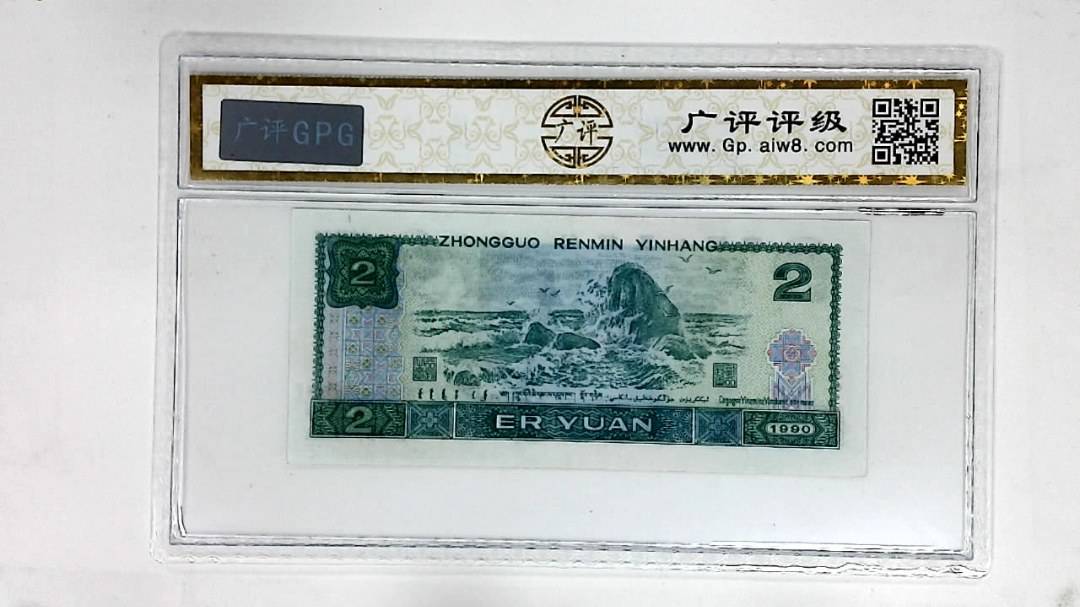 广评GPG
广评
广评评级
www. Gp. aiw8. com
ZHONGGUO RENMIN YINHANG
2
2
2
ER YUAN
1990